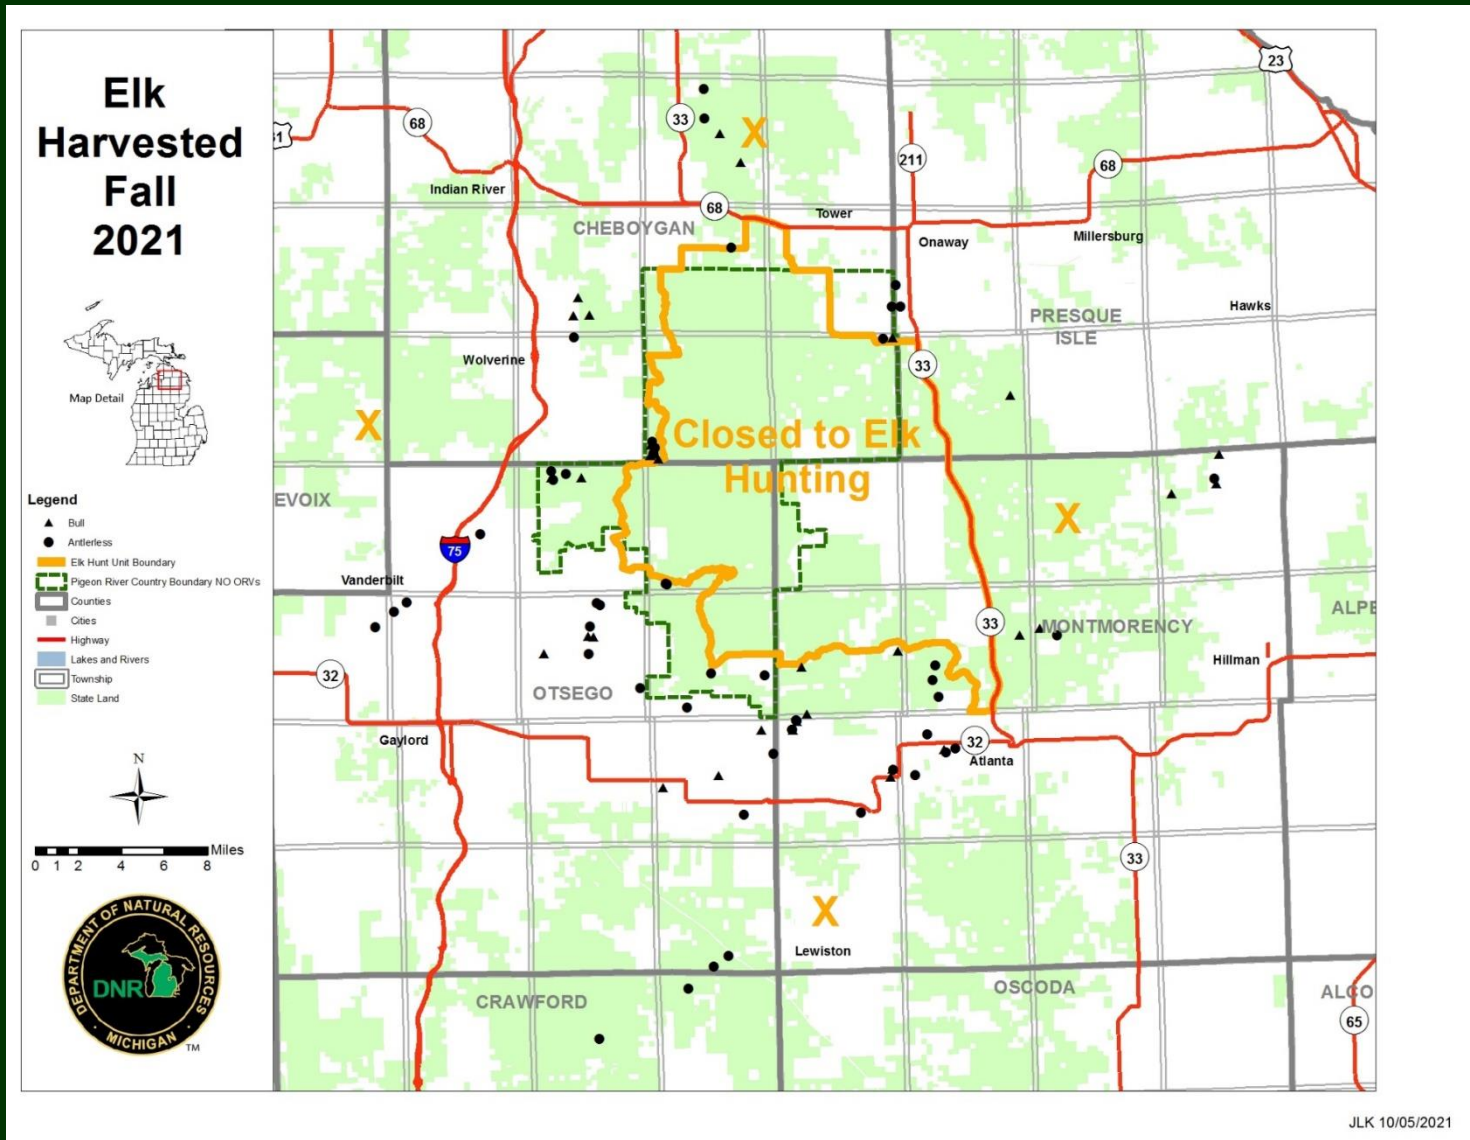 Elk
Harvested
Fall
2021
Map Detail
Legend
Bull
Antlerless
Elk Hunt Unit Boundary
Pigeon River Country Boundary NO ORVs
Counties
Cities
Highway
Lakes and Rivers
Township
State Land
N
Miles
0 1 2 4 6 8
DEPARTMENT OF NATURAL RESOURCES
DNR
MICHIGAN
TM
23
31
68
33
X
211
68
Indian River
68
Tower
CHEBOYGAN
Onaway
Millersburg
PRESQUE
ISLE
Hawks
Wolverine
33
X
Closed to Elk
Hunting
EVOIX
X
75
Vanderbilt
33
MONTMORENCY
ALPE
Hillman
32
OTSEGO
Gaylord
32
Atlanta
33
X
Lewiston
CRAWFORD
OSCODA
ALCO
65
JLK 10/05/2021